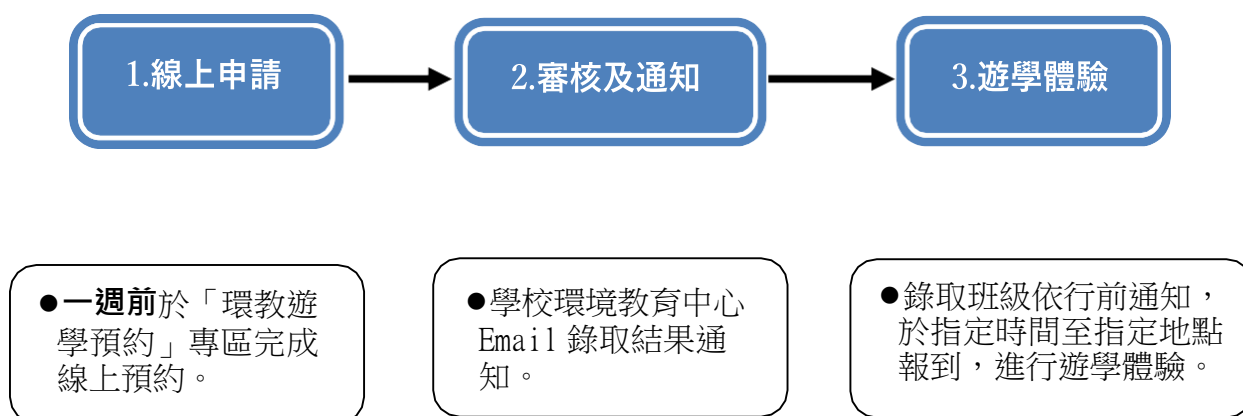 1.線上申請
2.審核及通知
3.遊學體驗
●一週前於「環教遊
學預約」專區完成
線上預約。
●學校環境教育中心
Email 錄取結果通
知。
●錄取班級依行前通知，
於指定時間至指定地點
報到，進行遊學體驗。